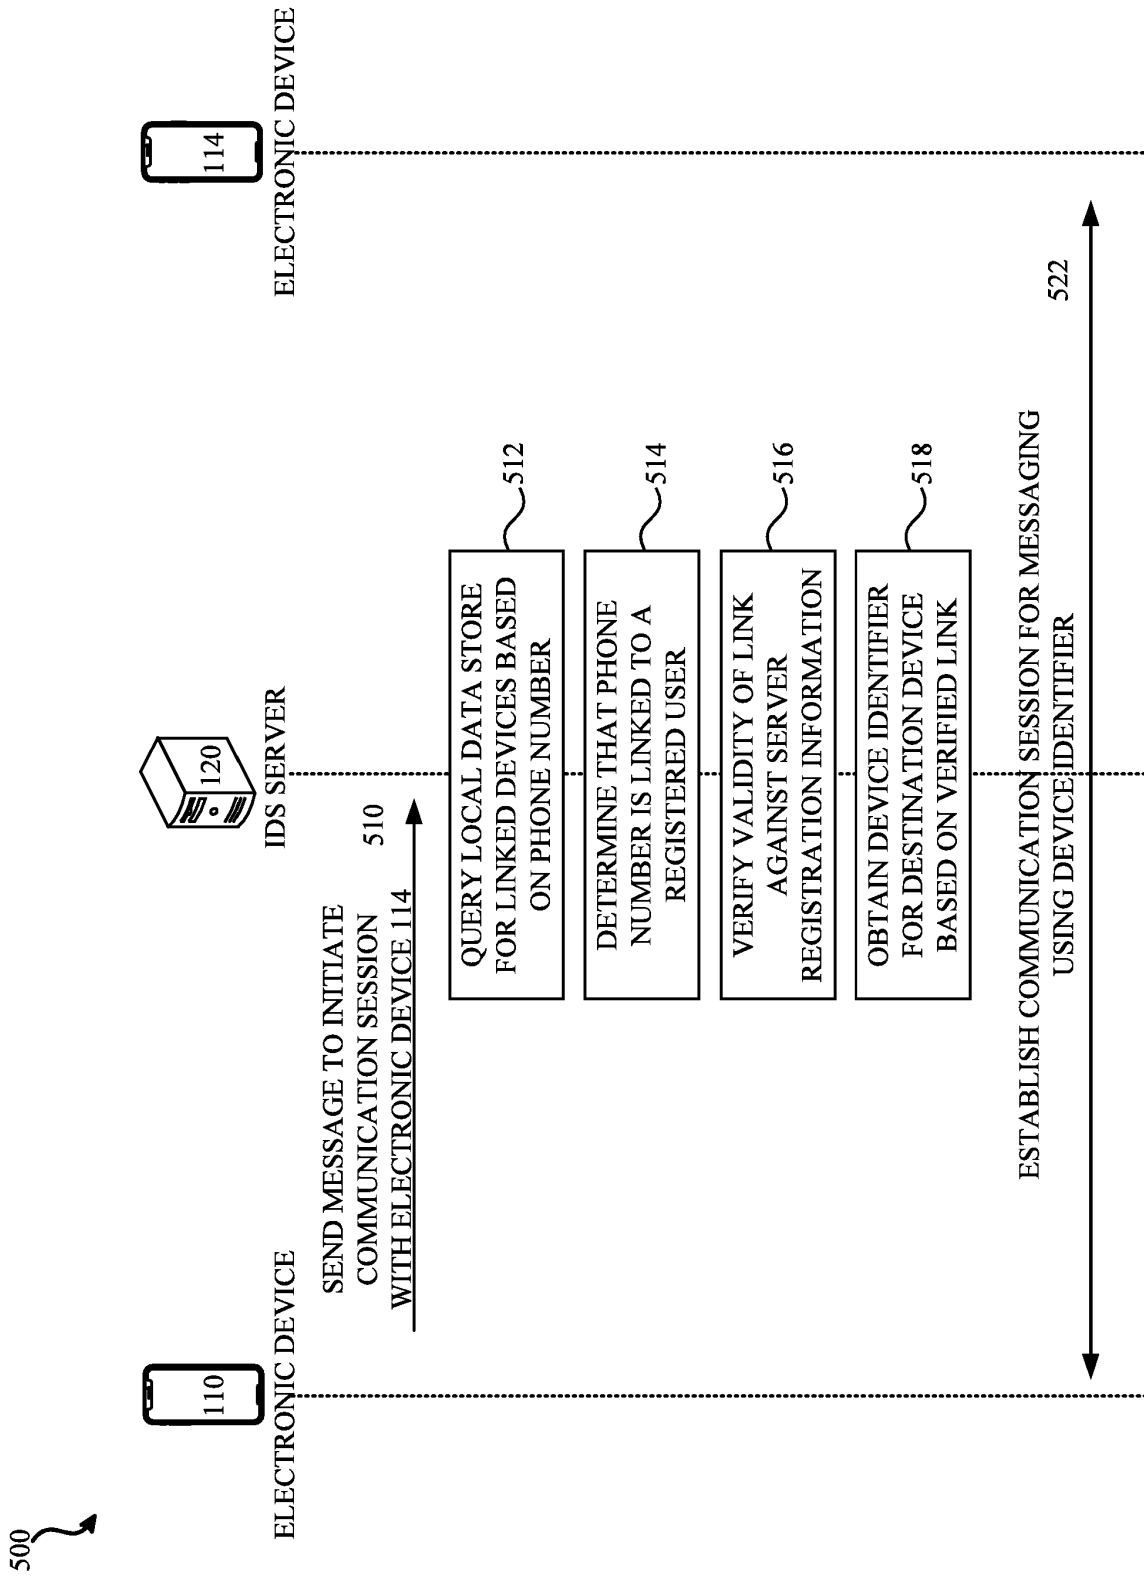 500
110
ELECTRONIC DEVICE
120
IDS SERVER
114
ELECTRONIC DEVICE
SEND MESSAGE TO INITIATE
COMMUNICATION SESSION
WITH ELECTRONIC DEVICE 114
510
QUERY LOCAL DATA STORE
FOR LINKED DEVICES BASED
ON PHONE NUMBER
512
DETERMINE THAT PHONE
NUMBER IS LINKED TO A
REGISTERED USER
514
VERIFY VALIDITY OF LINK
AGAINST SERVER
REGISTRATION INFORMATION
516
OBTAIN DEVICE IDENTIFIER
FOR DESTINATION DEVICE
BASED ON VERIFIED LINK
518
ESTABLISH COMMUNICATION SESSION FOR MESSAGING
USING DEVICE IDENTIFIER
522